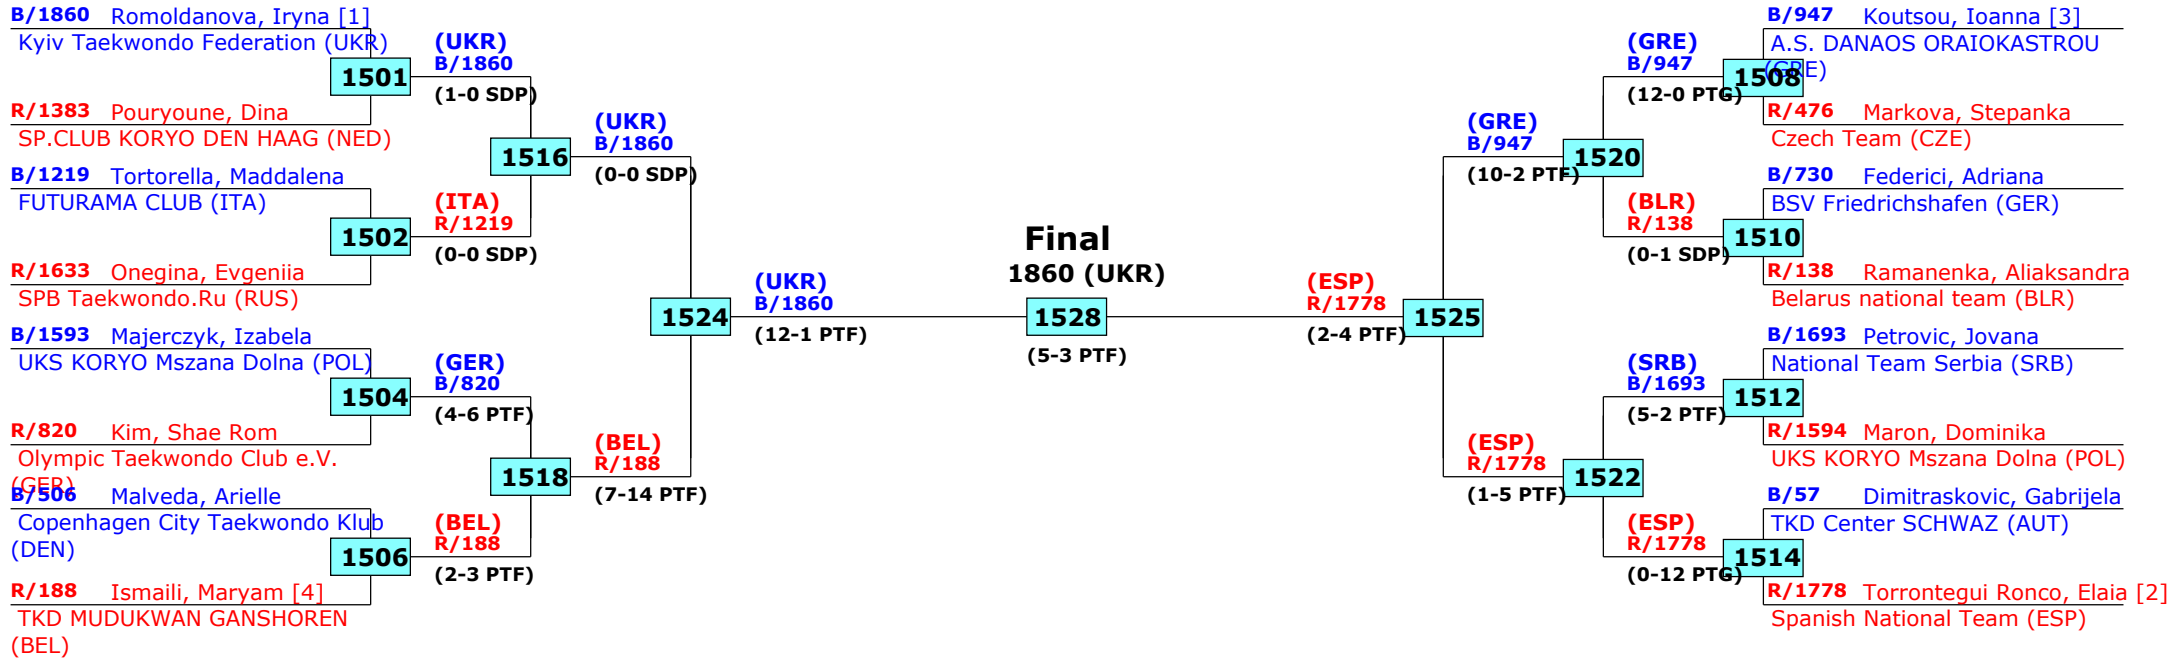 B/1860 Romoldanova, Iryna [1]
Kyiv Taekwondo Federation (UKR)
1501
R/1383 Pouryoune, Dina
SP.CLUB KORYO DEN HAAG (NED)
B/1219 Tortorella, Maddalena
FUTURAMA CLUB (ITA)
1502
R/1633 Onegina, Evgeniia
SPB Taekwondo.Ru (RUS)
B/1593 Majerczyk, Izabela
UKS KORYO Mszana Dolna (POL)
1504
R/820 Kim, Shae Rom
Olympic Taekwondo Club e.V.
(GER)
B/506 Malveda, Arielle
Copenhagen City Taekwondo Klub
(DEN)
1506
R/188 Ismaili, Maryam [4]
TKD MUDUKWAN GANSHOREN
(BEL)
(UKR)
B/1860
(1-0 SDP)
1516
(ITA)
R/1219
(0-0 SDP)
(GER)
B/820
(4-6 PTF)
1518
(BEL)
R/188
(2-3 PTF)
(UKR)
B/1860
(0-0 SDP)
1524
(BEL)
R/188
(7-14 PTF)
(UKR)
B/1860
(12-1 PTF)
Final
1860 (UKR)
1528
(5-3 PTF)
(ESP)
R/1778
(2-4 PTF)
1525
(GRE)
B/947
(10-2 PTF)
1520
(ESP)
R/1778
(1-5 PTF)
1522
(GRE)
B/947
(12-0 PTG)
(BLR)
R/138
(0-1 SDP)
(SRB)
B/1693
(5-2 PTF)
(ESP)
R/1778
(0-12 PTG)
B/947 Koutsou, Ioanna [3]
A.S. DANAOS ORAIOKASTROU
(GRE)
1508
R/476 Markova, Stepanka
Czech Team (CZE)
B/730 Federici, Adriana
BSV Friedrichshafen (GER)
1510
R/138 Ramanenka, Aliaksandra
Belarus national team (BLR)
B/1693 Petrovic, Jovana
National Team Serbia (SRB)
1512
R/1594 Maron, Dominika
UKS KORYO Mszana Dolna (POL)
B/57 Dimitraskovic, Gabrijela
TKD Center SCHWAZ (AUT)
1514
R/1778 Torrontegui Ronco, Elaia [2]
Spanish National Team (ESP)